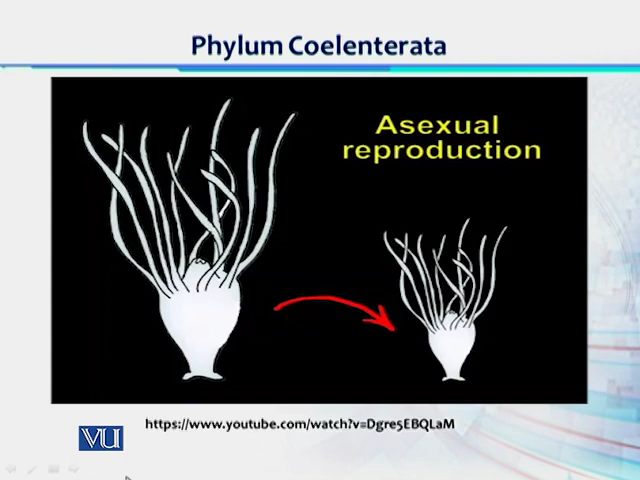 Phylum Coelenterata
Asexual
reproduction
https://www.youtube.com/watch?v=Dgre5EBQLaM
VU